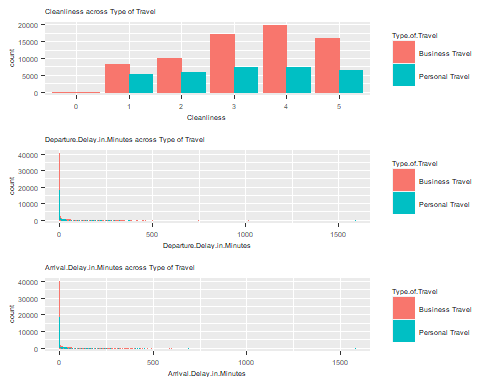 Cleanliness across Type of Travel
20000
15000
10000
5000
0
count
0 1 2 3 4 5
Cleanliness
Type.of.Travel
Business Travel
Personal Travel
Departure.Delay.in.Minutes across Type of Travel
40000
30000
20000
10000
0
count
0 500 1000 1500
Departure.Delay.in.Minutes
Type.of.Travel
Business Travel
Personal Travel
Arrival.Delay.in.Minutes across Type of Travel
40000
30000
20000
10000
0
count
0 500 1000 1500
Arrival.Delay.in.Minutes
Type.of.Travel
Business Travel
Personal Travel